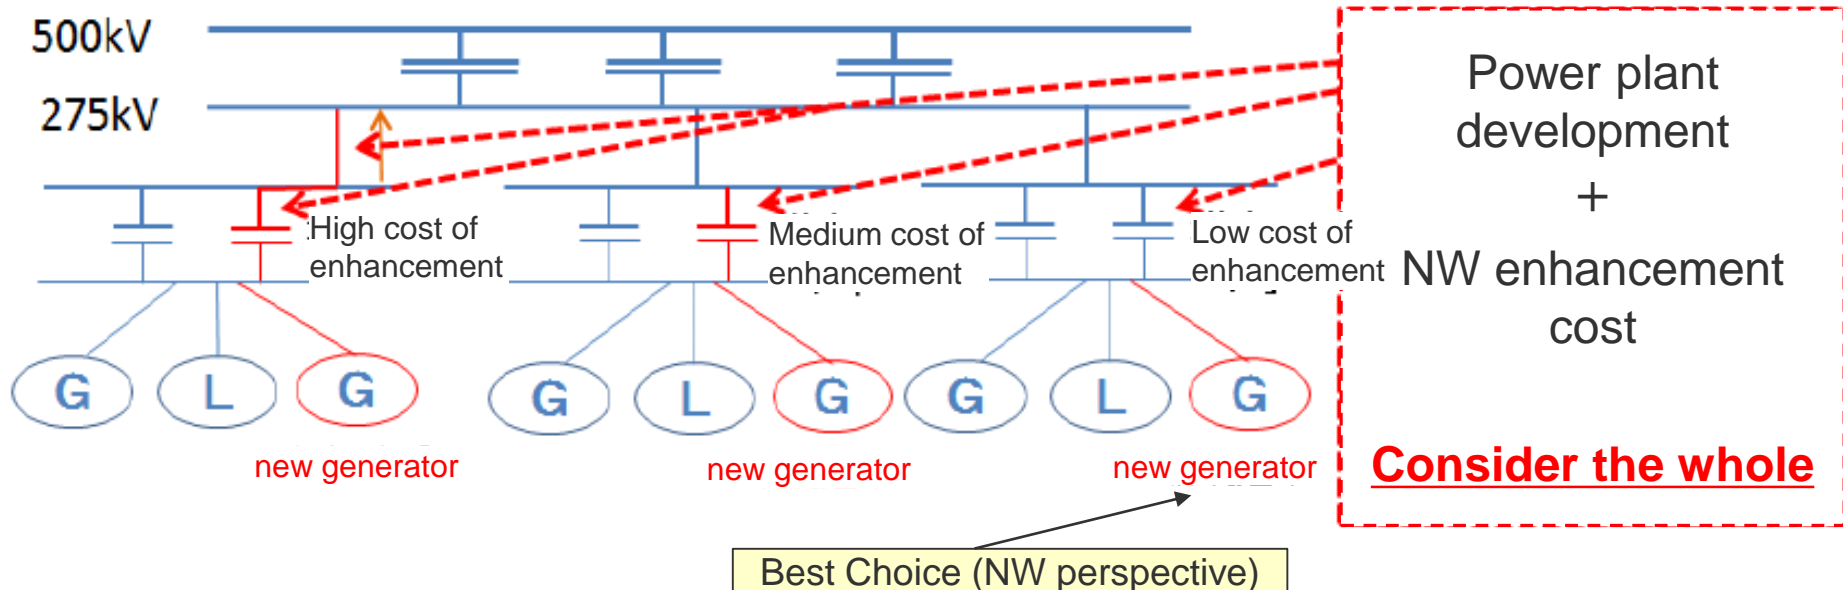 500kV
275kV
High cost of
enhancement
Medium cost of
enhancement
Low cost of
enhancement
G
L
G
G
L
G
G
L
G
new generator
new generator
new generator
Best Choice (NW perspective)
Power plant
development
+
NW enhancement
cost
Consider the whole